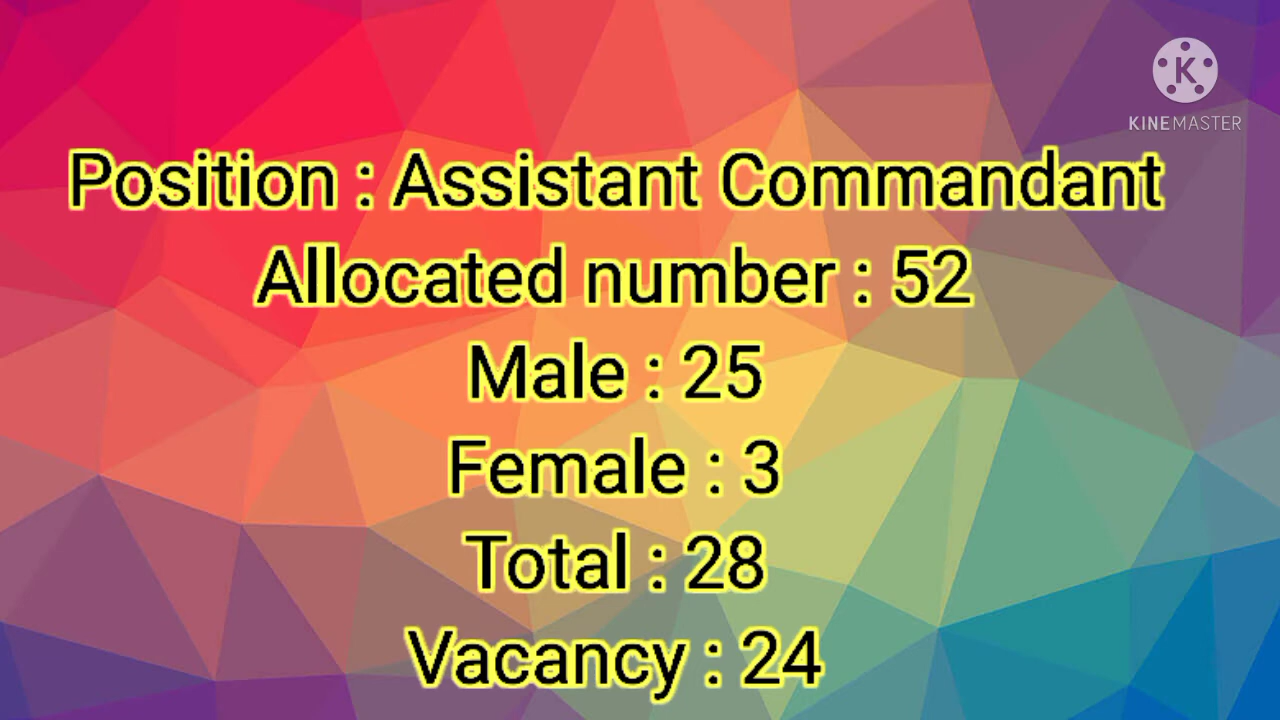 K
KINEMASTER
Position : Assistant Commandant
Allocated number : 52
Male : 25
Female : 3
Total : 28
Vacancy : 24